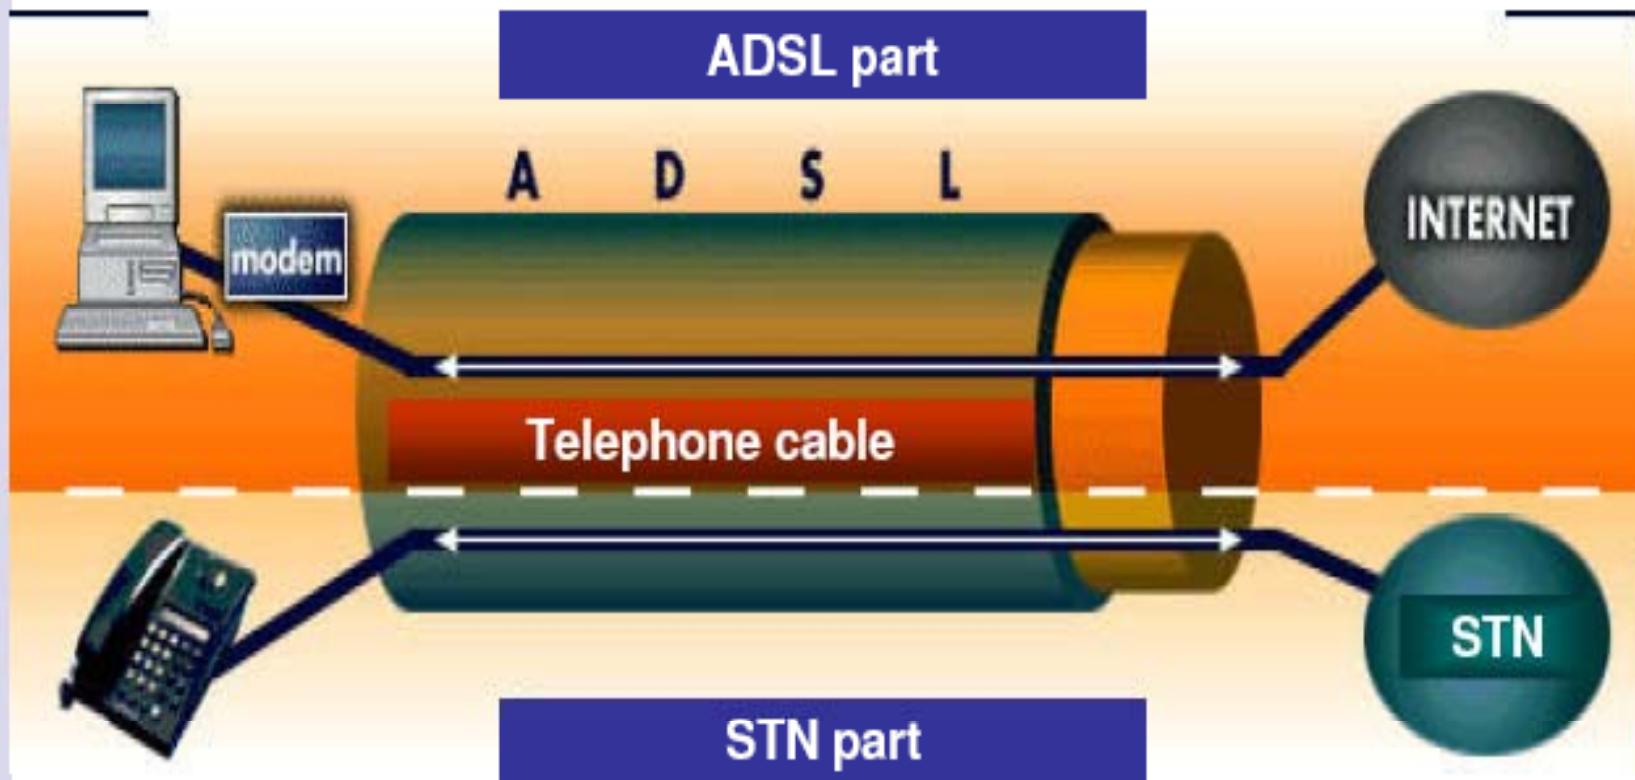 ADSL part
A D S L
modem
INTERNET
Telephone cable
STN
STN part